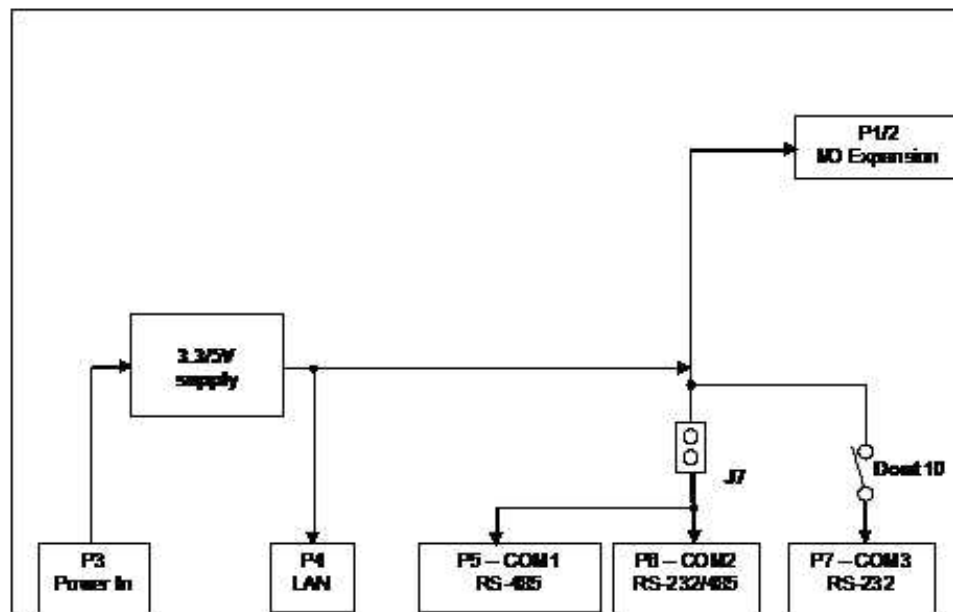 P1/2
I/O Expansion
3.3/5V
supply
J7
Dout 10
P3
Power In
P4
LAN
P5 – COM1
RS-485
P6 – COM2
RS-232/485
P7 – COM3
RS-232